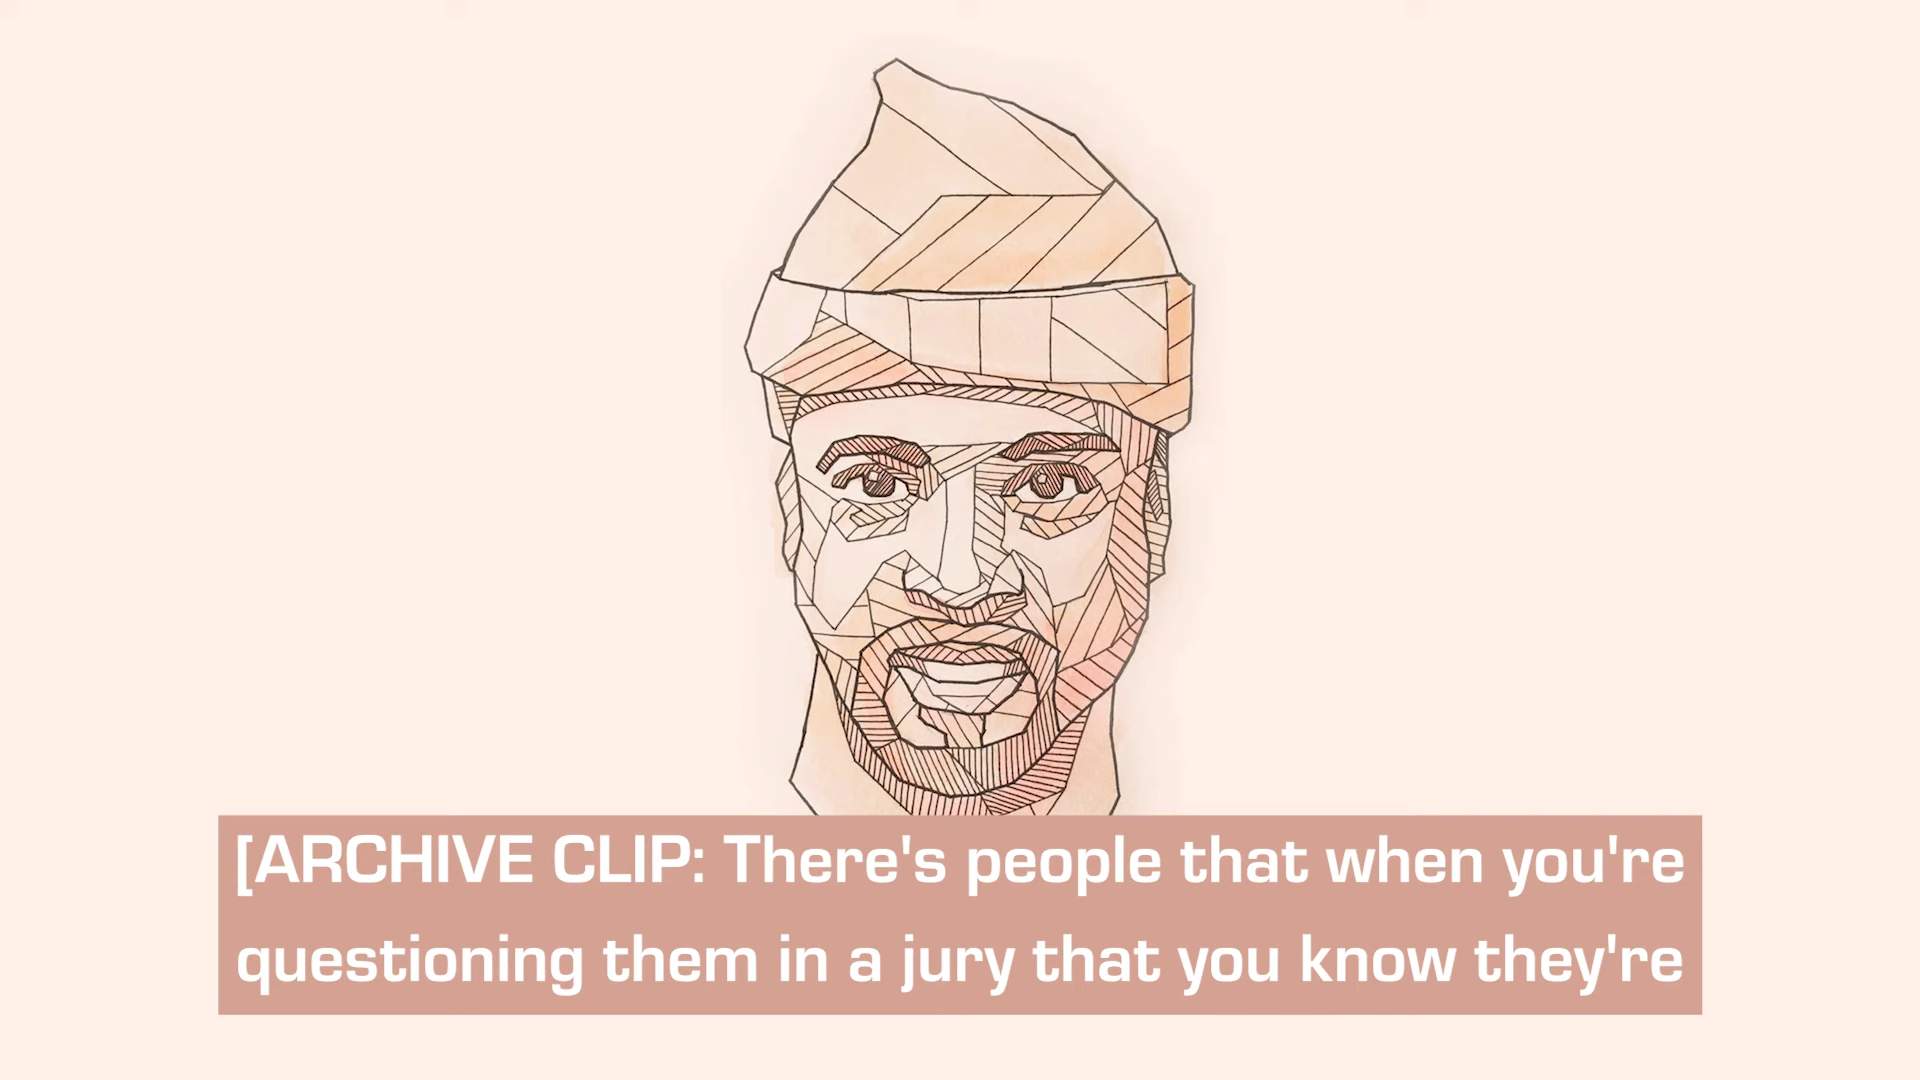 [ARCHIVE CLIP: There's people that when you're
questioning them in a jury that you know they're